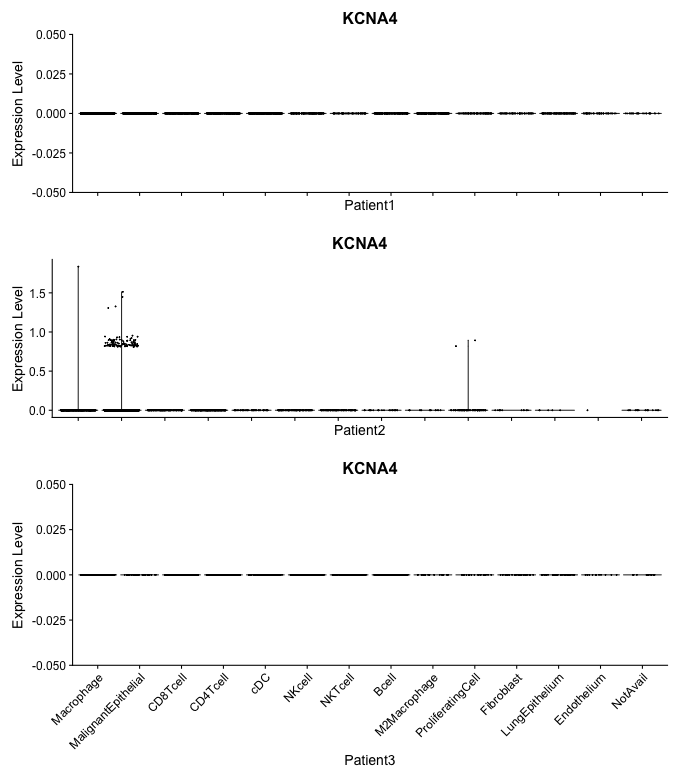 KCNA4
Expression Level
0.050
0.025
0.000
-0.025
-0.050
Patient1
KCNA4
Expression Level
1.5
1.0
0.5
0.0
Patient2
KCNA4
Expression Level
0.050
0.025
0.000
-0.025
-0.050
Macrophage
MalignantEpithelial
CD8Tcell
CD4Tcell
cDC
NKcell
NKTcell
Bcell
M2Macrophage
ProliferatingCell
Fibroblast
LungEpithelium
Endothelium
NotAvail
Patient3